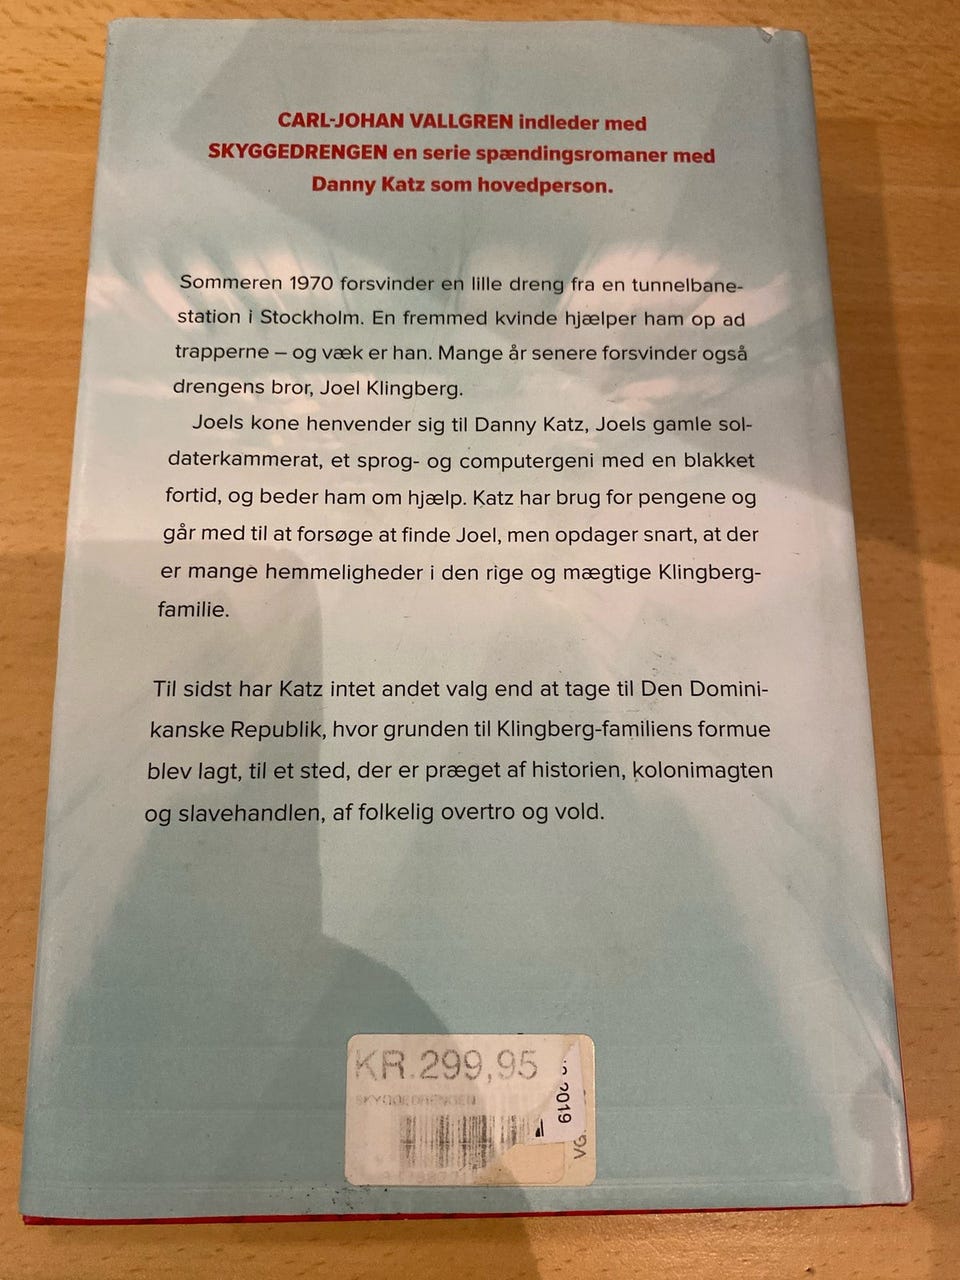 CARL-JOHAN VALLGREN indleder med
SKYGGEDRENGEN en serie spændingsromaner med
Danny Katz som hovedperson.
Sommeren 1970 forsvinder en lille dreng fra en tunnelbane-
station i Stockholm. En fremmed kvinde hjælper ham op ad
trapperne – og væk er han. Mange år senere forsvinder også
drengens bror, Joel Klingberg.
Joels kone henvender sig til Danny Katz, Joels gamle sol-
daterkammerat, et sprog- og computergeni med en blakket
fortid, og beder ham om hjælp. Katz har brug for pengene og
går med til at forsøge at finde Joel, men opdager snart, at der
er mange hemmeligheder i den rige og mægtige Klingberg-
familie.
Til sidst har Katz intet andet valg end at tage til Den Domini-
kanske Republik, hvor grunden til Klingberg-familiens formue
blev lagt, til et sted, der er præget af historien, kolonimagten
og slavehandlen, af folkelig overtro og vold.
KR.299,95
SKYGGEDRENGEN
2019
VG.